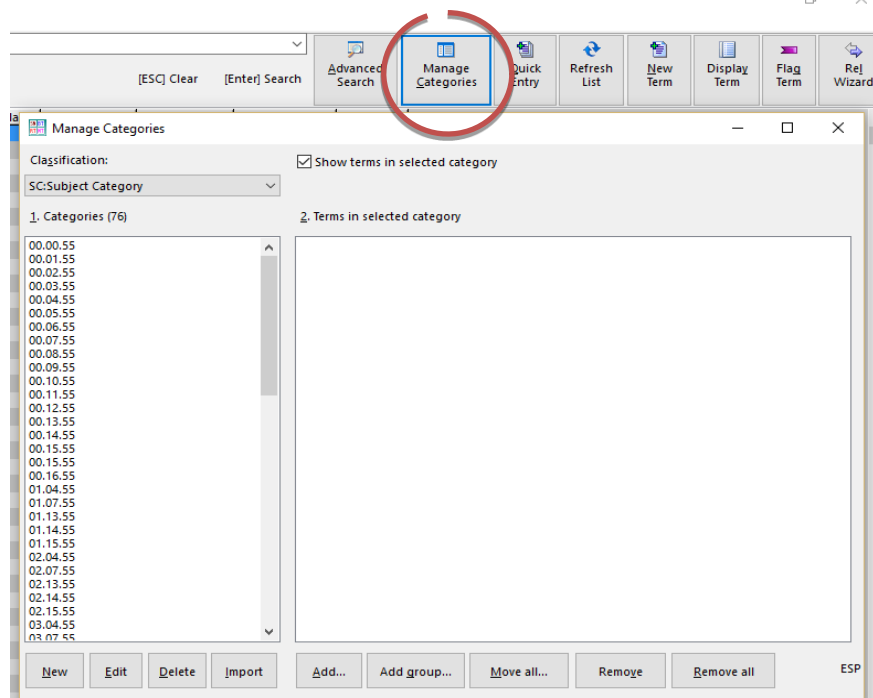 [ESC] Clear [Enter] Search
Advanced Search
Manage Categories
Quick Entry
Refresh List
New Term
Display Term
Flag Term
Rel Wizard
Manage Categories
Classification:
Show terms in selected category
SC:Subject Category
1. Categories (76)
2. Terms in selected category
00.00.55
00.01.55
00.02.55
00.03.55
00.04.55
00.05.55
00.06.55
00.07.55
00.08.55
00.09.55
00.10.55
00.11.55
00.12.55
00.13.55
00.14.55
00.15.55
00.15.55
00.16.55
01.04.55
01.07.55
01.13.55
01.14.55
01.15.55
02.04.55
02.07.55
02.13.55
02.14.55
02.15.55
03.04.55
03.07.55
New Edit Delete Import Add... Add group... Move all... Remove Remove all ESP